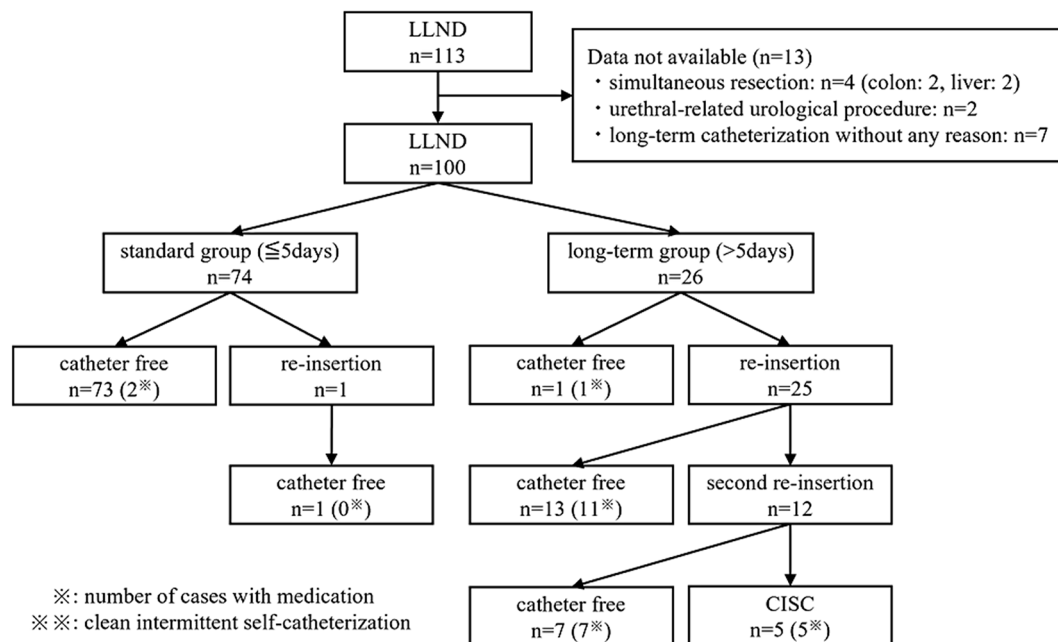 LLND
n=113
Data not available (n=13)
・simultaneous resection: n=4 (colon: 2, liver: 2)
・urethral-related urological procedure: n=2
・long-term catheterization without any reason: n=7
LLND
n=100
standard group (≦5days)
n=74
long-term group (>5days)
n=26
catheter free
n=73 (2※)
re-insertion
n=1
catheter free
n=1 (1※)
re-insertion
n=25
catheter free
n=1 (0※)
catheter free
n=13 (11※)
second re-insertion
n=12
catheter free
n=7 (7※)
CISC
n=5 (5※)
※: number of cases with medication
※※: clean intermittent self-catheterization